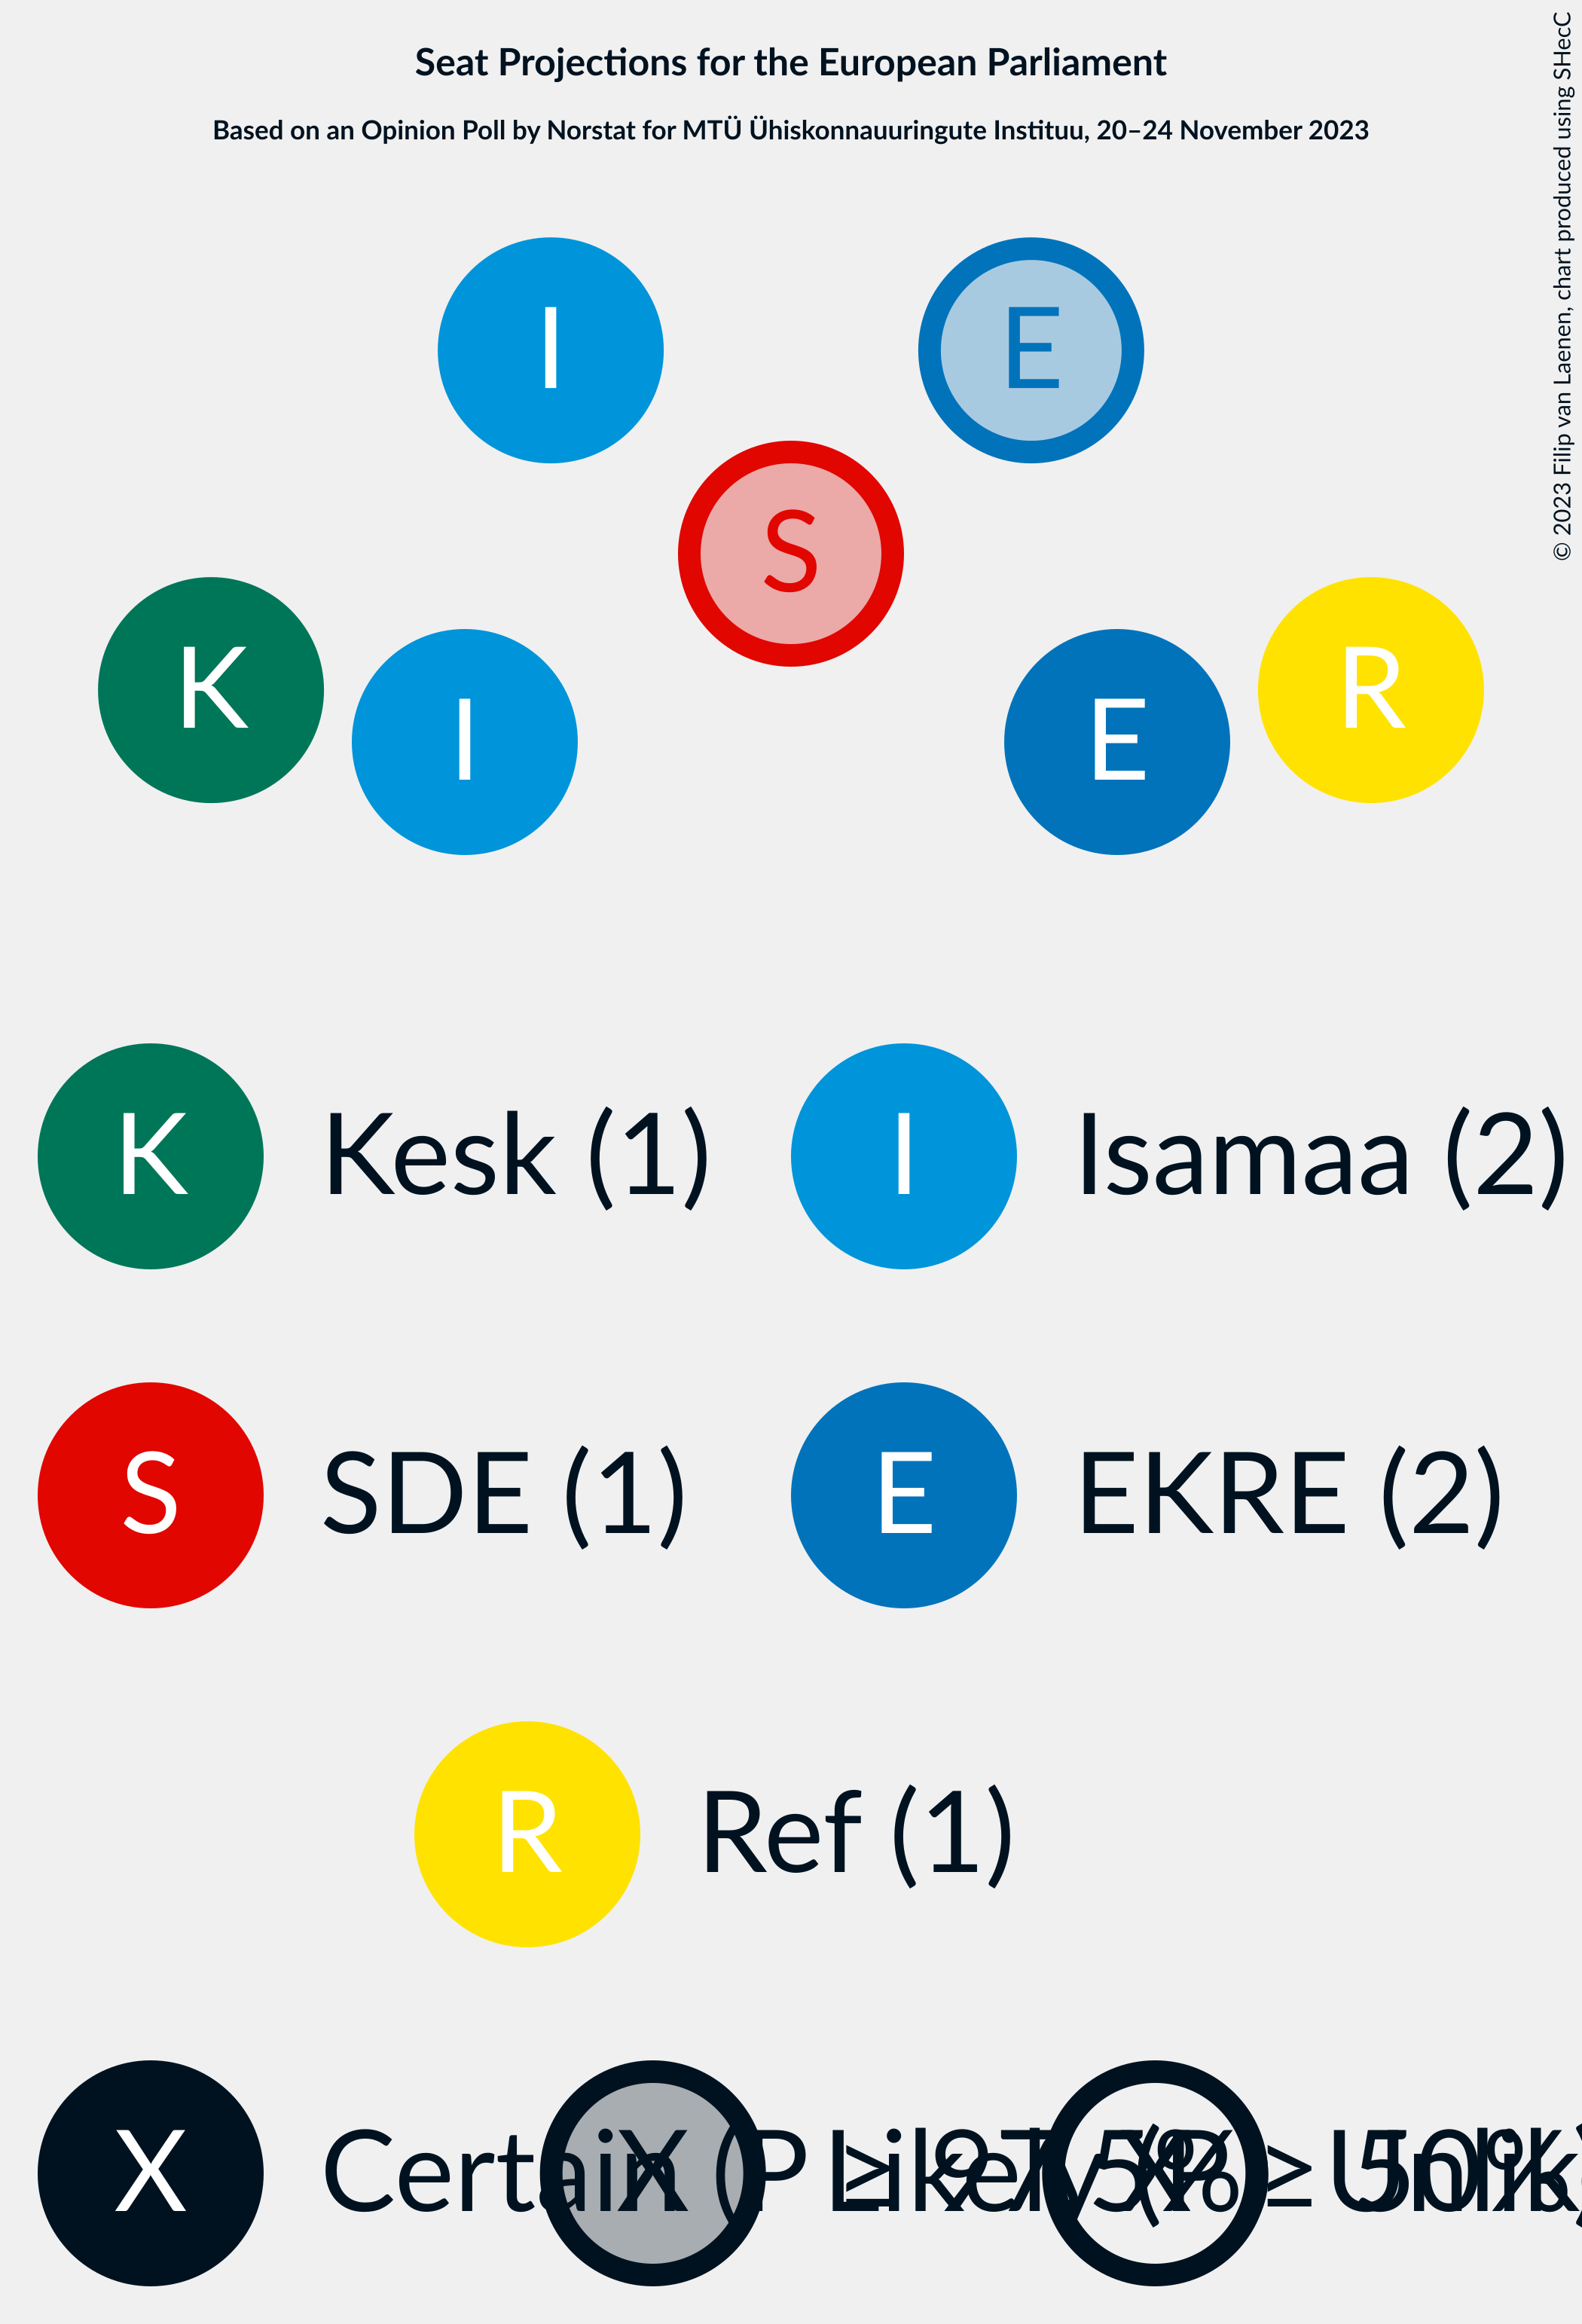 Seat Projections for the European Parliament
Based on an Opinion Poll by Norstat for MTÜ Ühiskonnauuringute Instituu, 20–24 November 2023
© 2023 Filip van Laenen, chart produced using SHecC
I
E
S
K
I
E
R
K Kesk (1)
I Isamaa (2)
S SDE (1)
E EKRE (2)
R Ref (1)
X Certain (P ≥
X Likely
X